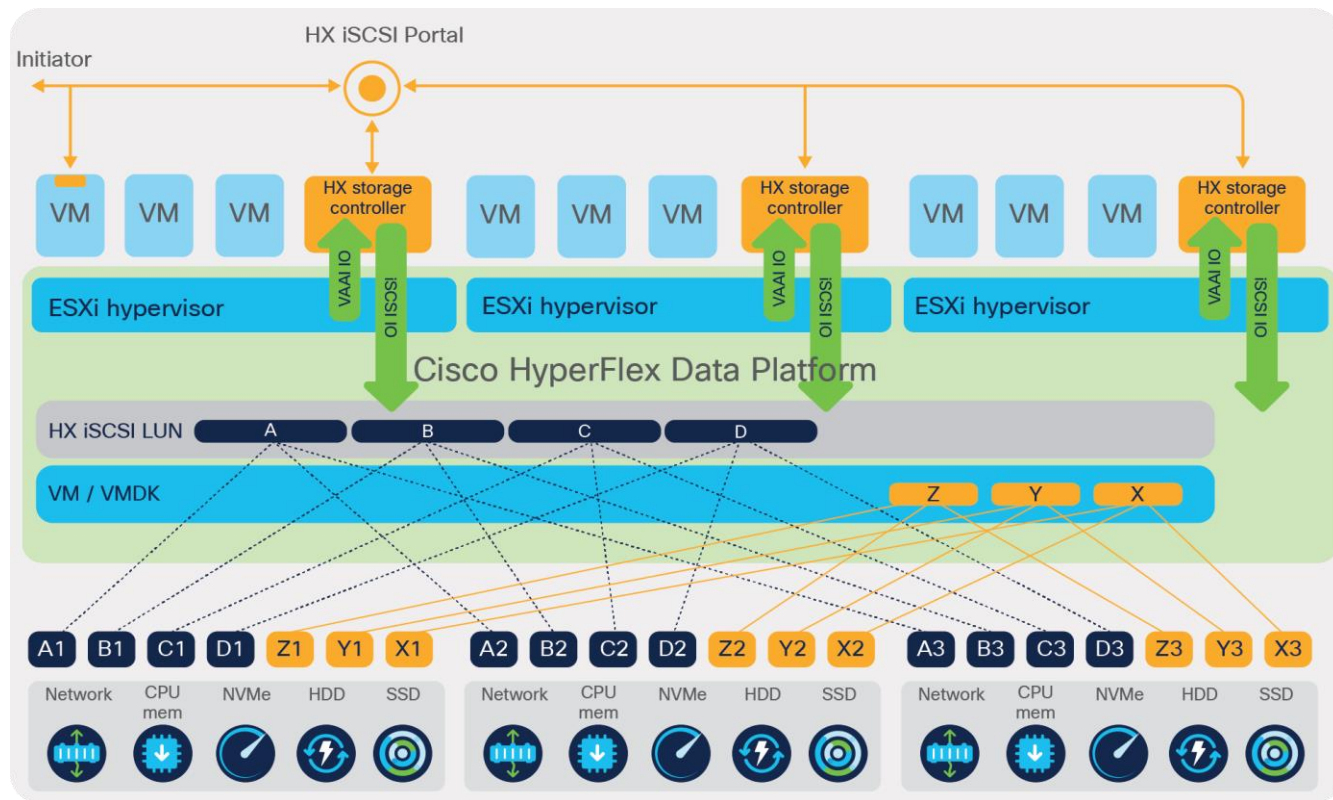 HX iSCSI Portal
Initiator
VM
VM
VM
HX storage
controller
VM
VM
VM
HX storage
controller
VM
VM
VM
HX storage
controller
VAAI IO
iSCSI IO
VAAI IO
iSCSI IO
VAAI IO
iSCSI IO
ESXi hypervisor
ESXi hypervisor
ESXi hypervisor
Cisco HyperFlex Data Platform
HX iSCSI LUN
A
B
C
D
VM / VMDK
Z
Y
X
A1
B1
C1
D1
Z1
Y1
X1
A2
B2
C2
D2
Z2
Y2
X2
A3
B3
C3
D3
Z3
Y3
X3
Network
CPU
mem
NVMe
HDD
SSD
Network
CPU
mem
NVMe
HDD
SSD
Network
CPU
mem
NVMe
HDD
SSD